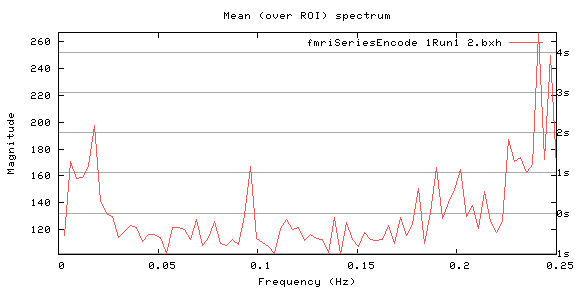 Mean (over ROI) spectrum
fmriSeriesEncode 1Run1 2.bxh
260
240
220
200
180
160
140
120
4s
3s
2s
1s
0s
1s
Magnitude
0
0.05
0.1
0.15
0.2
0.25
Frequency (Hz)